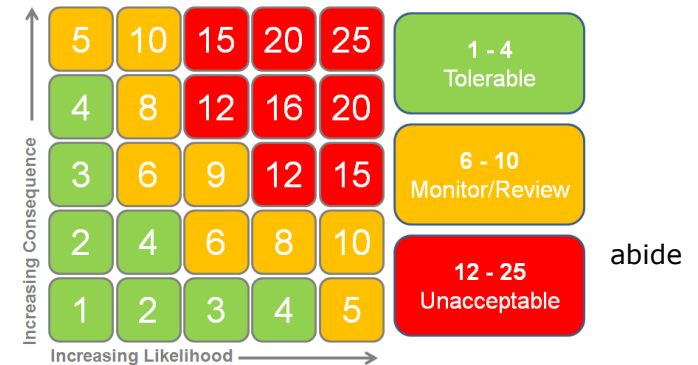 5 10 15 20 25
4 8 12 16 20
3 6 9 12 15
2 4 6 8 10
1 2 3 4 5
Increasing Consequence
Increasing Likelihood
1 - 4
Tolerable
6 - 10
Monitor/Review
12 - 25
Unacceptable
abide